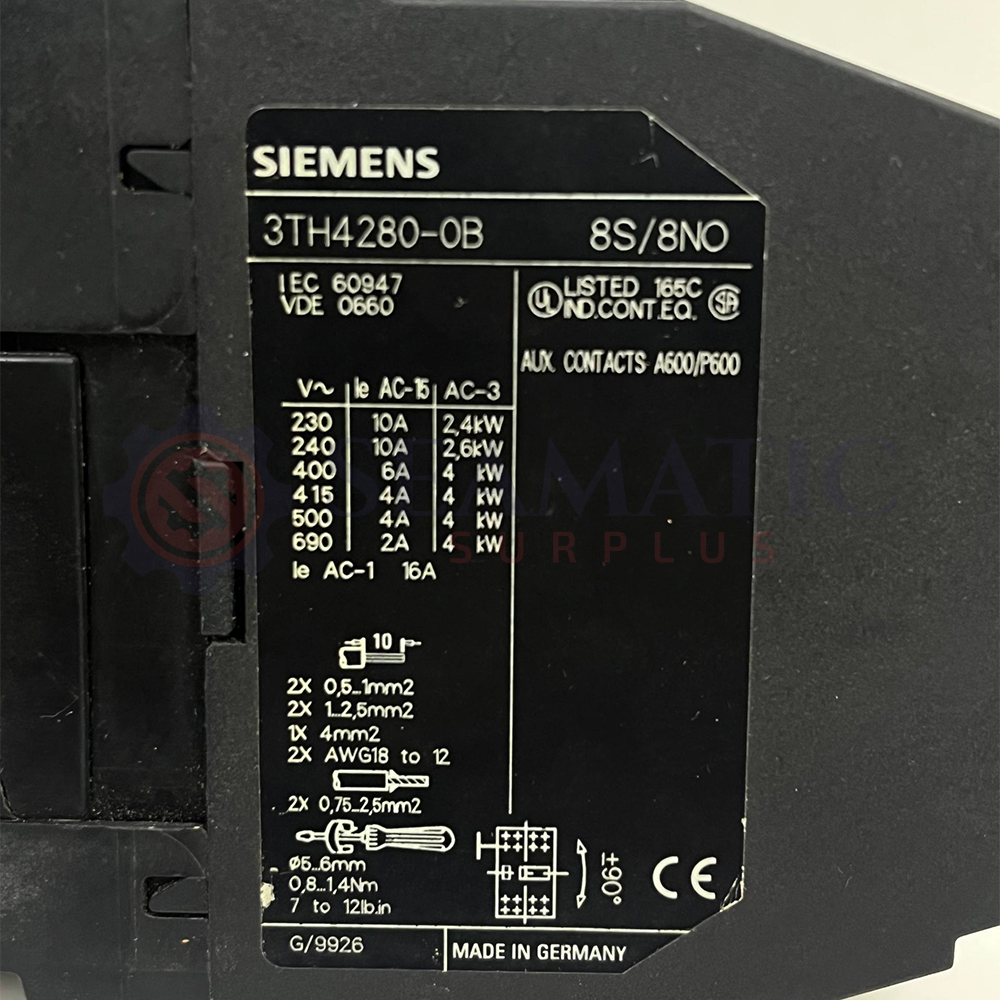 SIEMENS
3TH4280-0B 8S/8NO
IEC 60947
VDE 0660
UL LISTED 165C
IND.CONT.EQ. SA
AUX. CONTACTS A600/P600
V~ Ie AC-15 AC-3
230 10A 2,4kW
240 10A 2,6kW
400 6A 4 kW
415 4A 4 kW
500 4A 4 kW
690 2A 4 kW
Ie AC-1 16A
SEAMATIC
SURPLUS
10
2X 0,5...1mm2
2X 1...2,5mm2
1X 4mm2
2X AWG18 to 12
2X 0,75...2,5mm2
Ø5...6mm
0,8...1,4Nm
7 to 12lb.in
±90°
CE
G/9926
MADE IN GERMANY